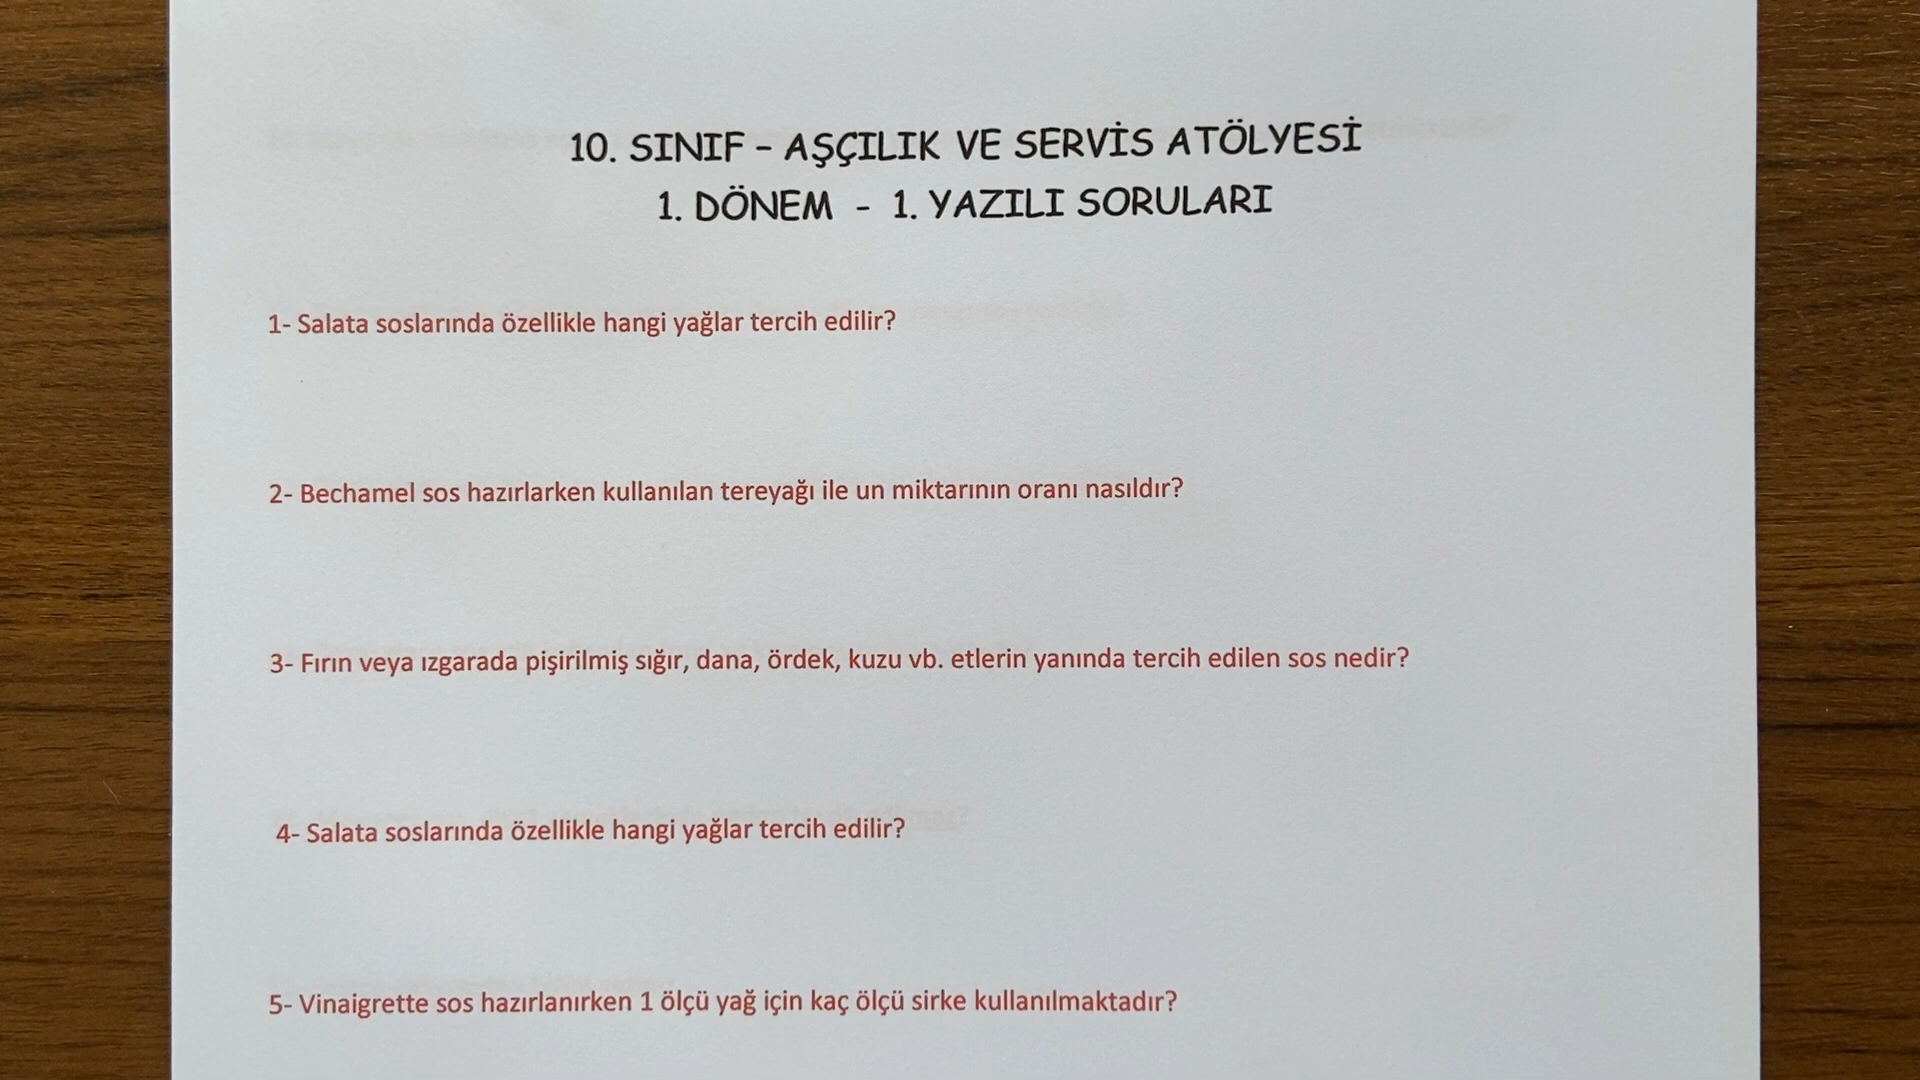 10. SINIF - AŞÇILIK VE SERVİS ATÖLYESİ
1. DÖNEM - 1. YAZILI SORULARI
1- Salata soslarında özellikle hangi yağlar tercih edilir?
2- Bechamel sos hazırlarken kullanılan tereyağı ile un miktarının oranı nasıldır?
3- Fırın veya ızgarada pişirilmiş sığır, dana, ördek, kuzu vb. etlerin yanında tercih edilen sos nedir?
4- Salata soslarında özellikle hangi yağlar tercih edilir?
5- Vinaigrette sos hazırlanırken 1 ölçü yağ için kaç ölçü sirke kullanılmaktadır?